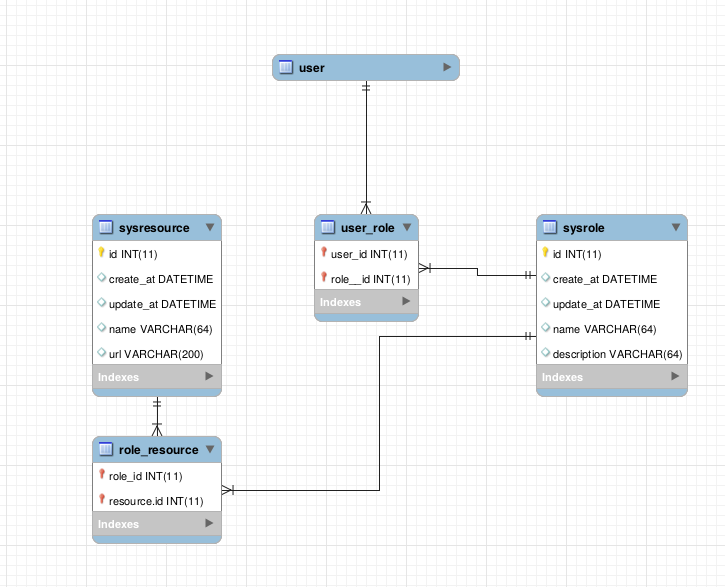 user
sysresource
id INT(11)
create_at DATETIME
update_at DATETIME
name VARCHAR(64)
url VARCHAR(200)
Indexes
user_role
user_id INT(11)
role__id INT(11)
Indexes
sysrole
id INT(11)
create_at DATETIME
update_at DATETIME
name VARCHAR(64)
description VARCHAR(64)
Indexes
role_resource
role_id INT(11)
resource.id INT(11)
Indexes